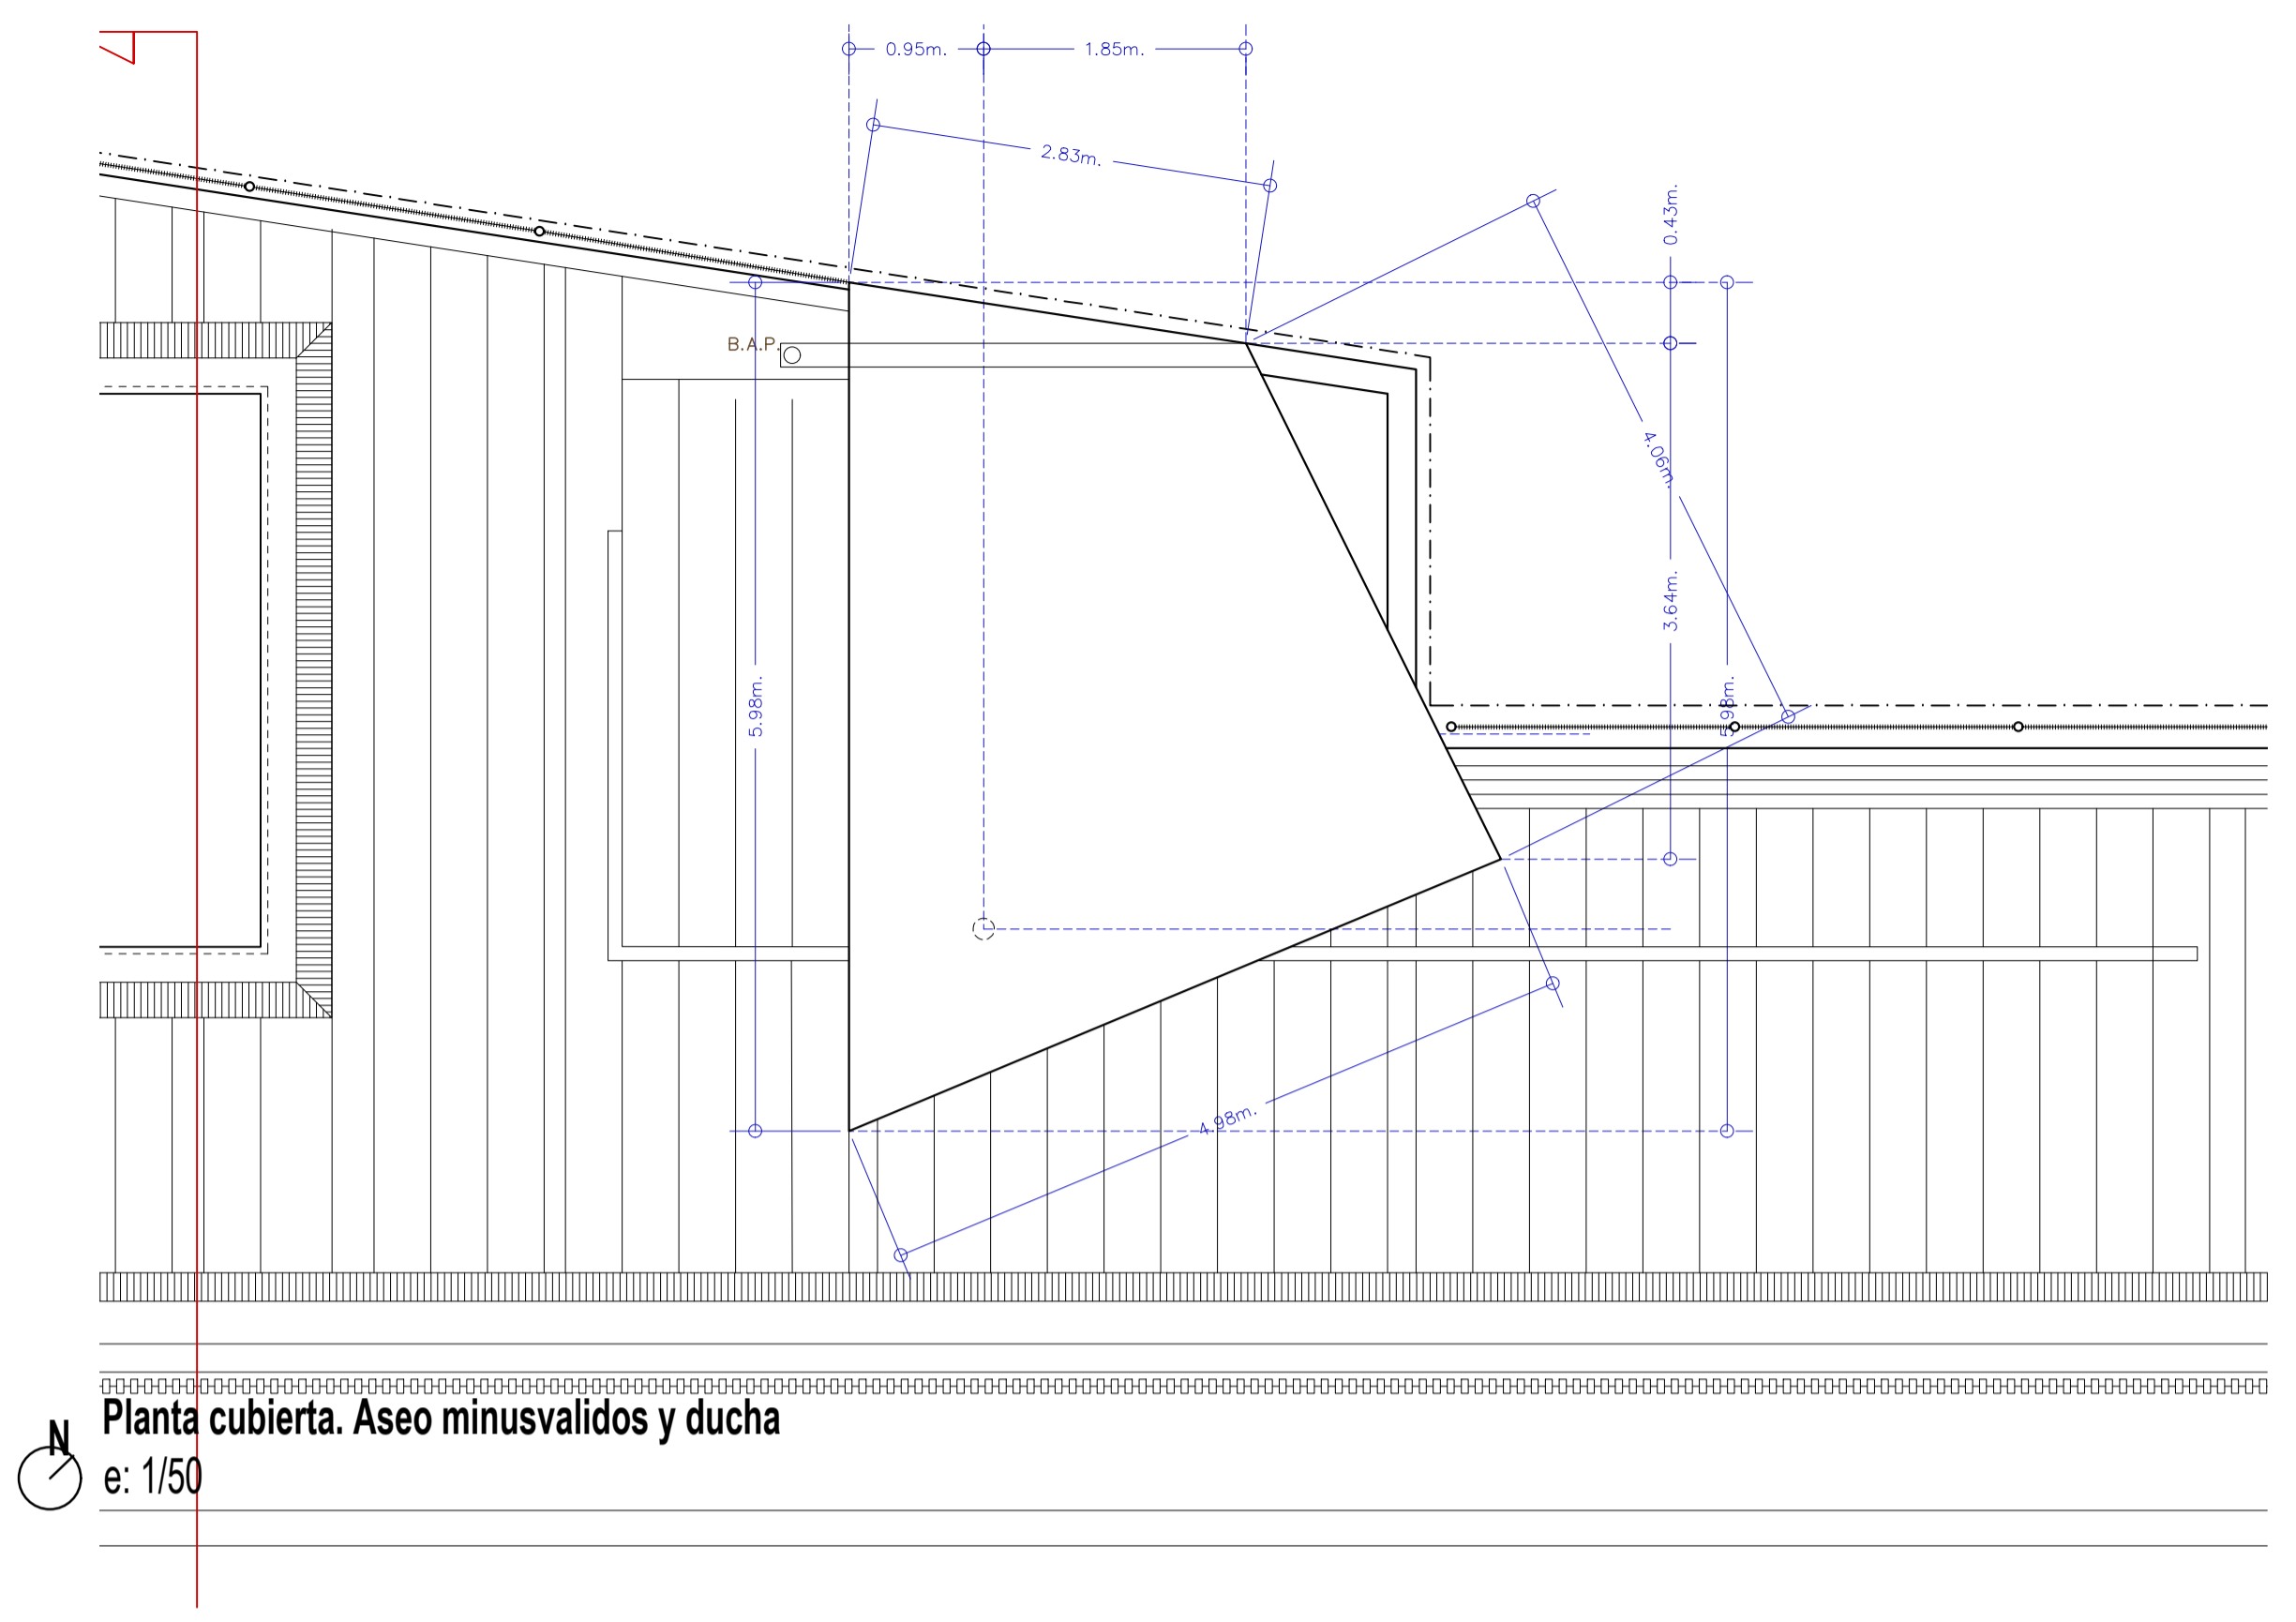 0.95m.
1.85m.
2.83m.
0.43m.
B.A.P.
4.06m.
3.64m.
5.98m.
5.98m.
4.98m.
Planta cubierta. Aseo minusvalidos y ducha
N
e: 1/50